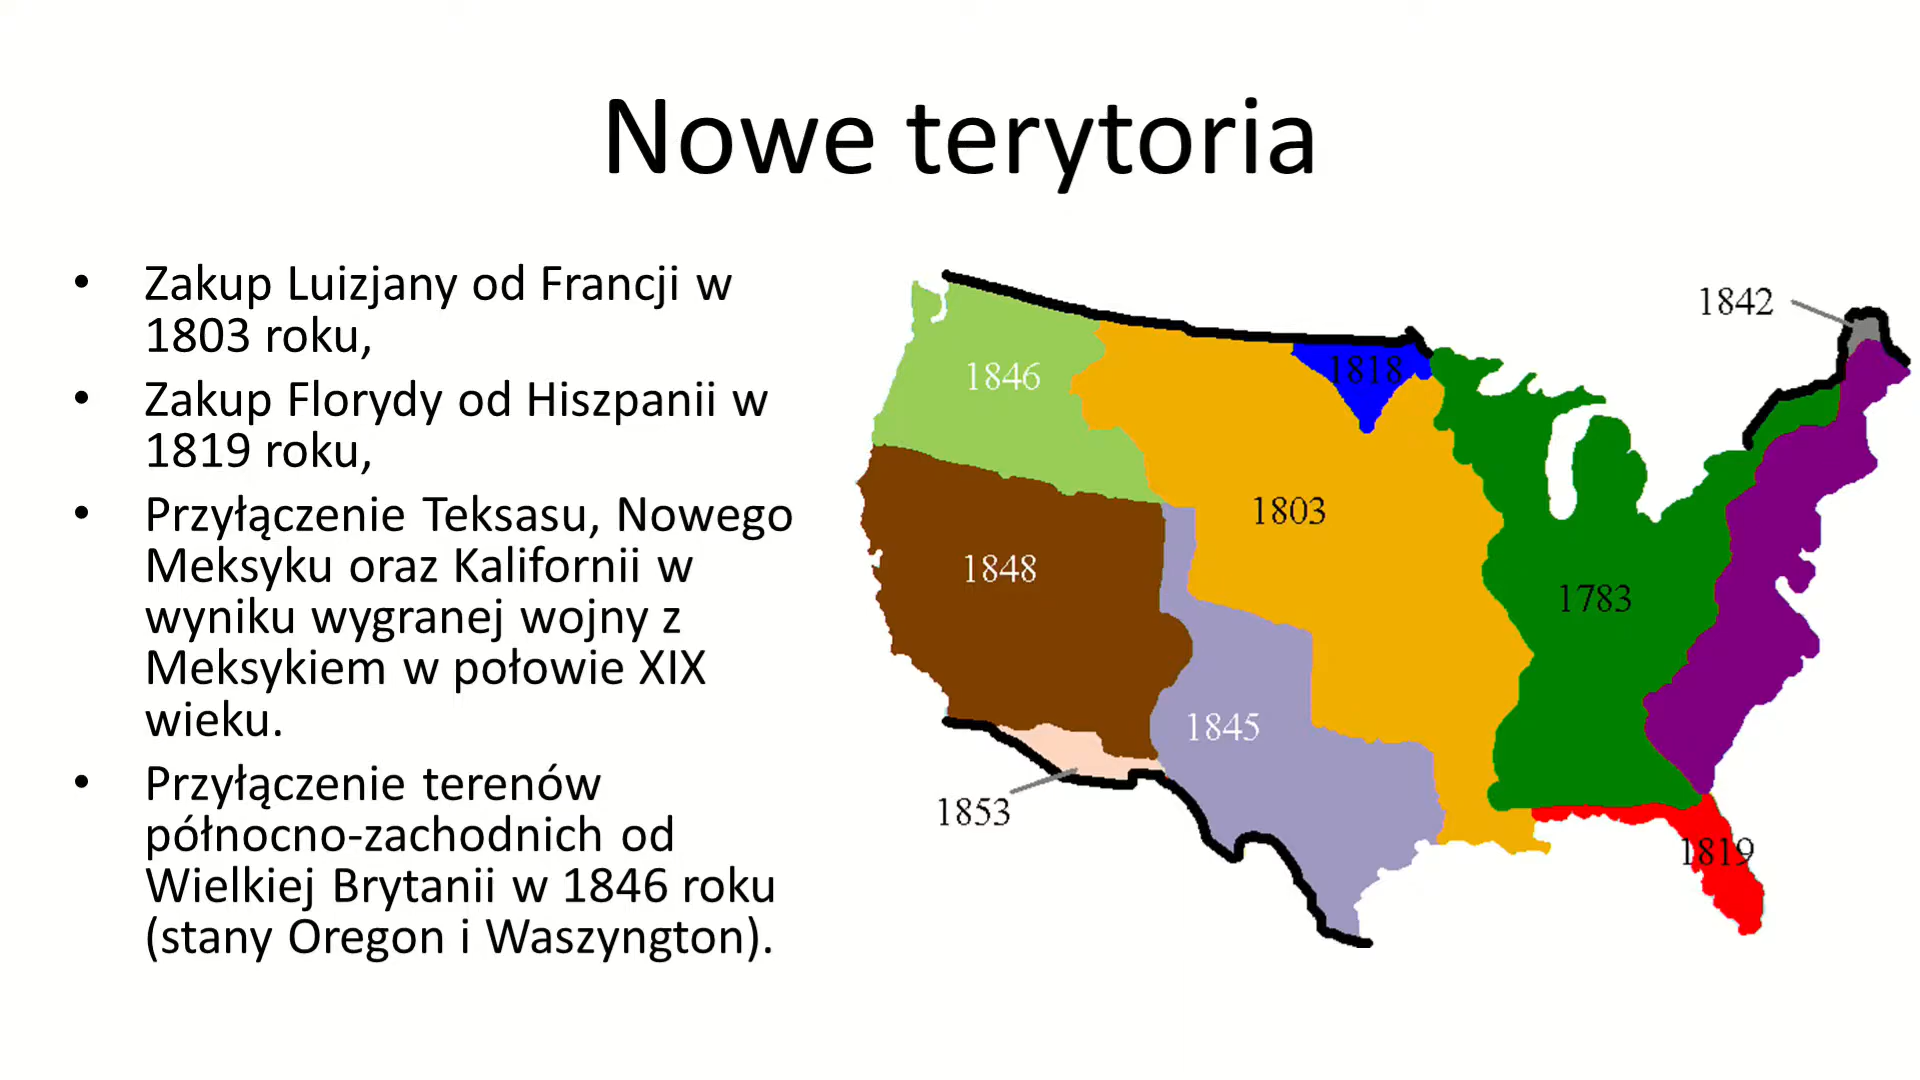 Nowe terytoria
• Zakup Luizjany od Francji w
1803 roku,
• Zakup Florydy od Hiszpanii w
1819 roku,
• Przyłączenie Teksasu, Nowego
Meksyku oraz Kalifornii w
wyniku wygranej wojny z
Meksykiem w połowie XIX
wieku.
• Przyłączenie terenów
północno-zachodnich od
Wielkiej Brytanii w 1846 roku
(stany Oregon i Waszyngton).
1842
1846
1818
1803
1848
1783
1845
1853
1819